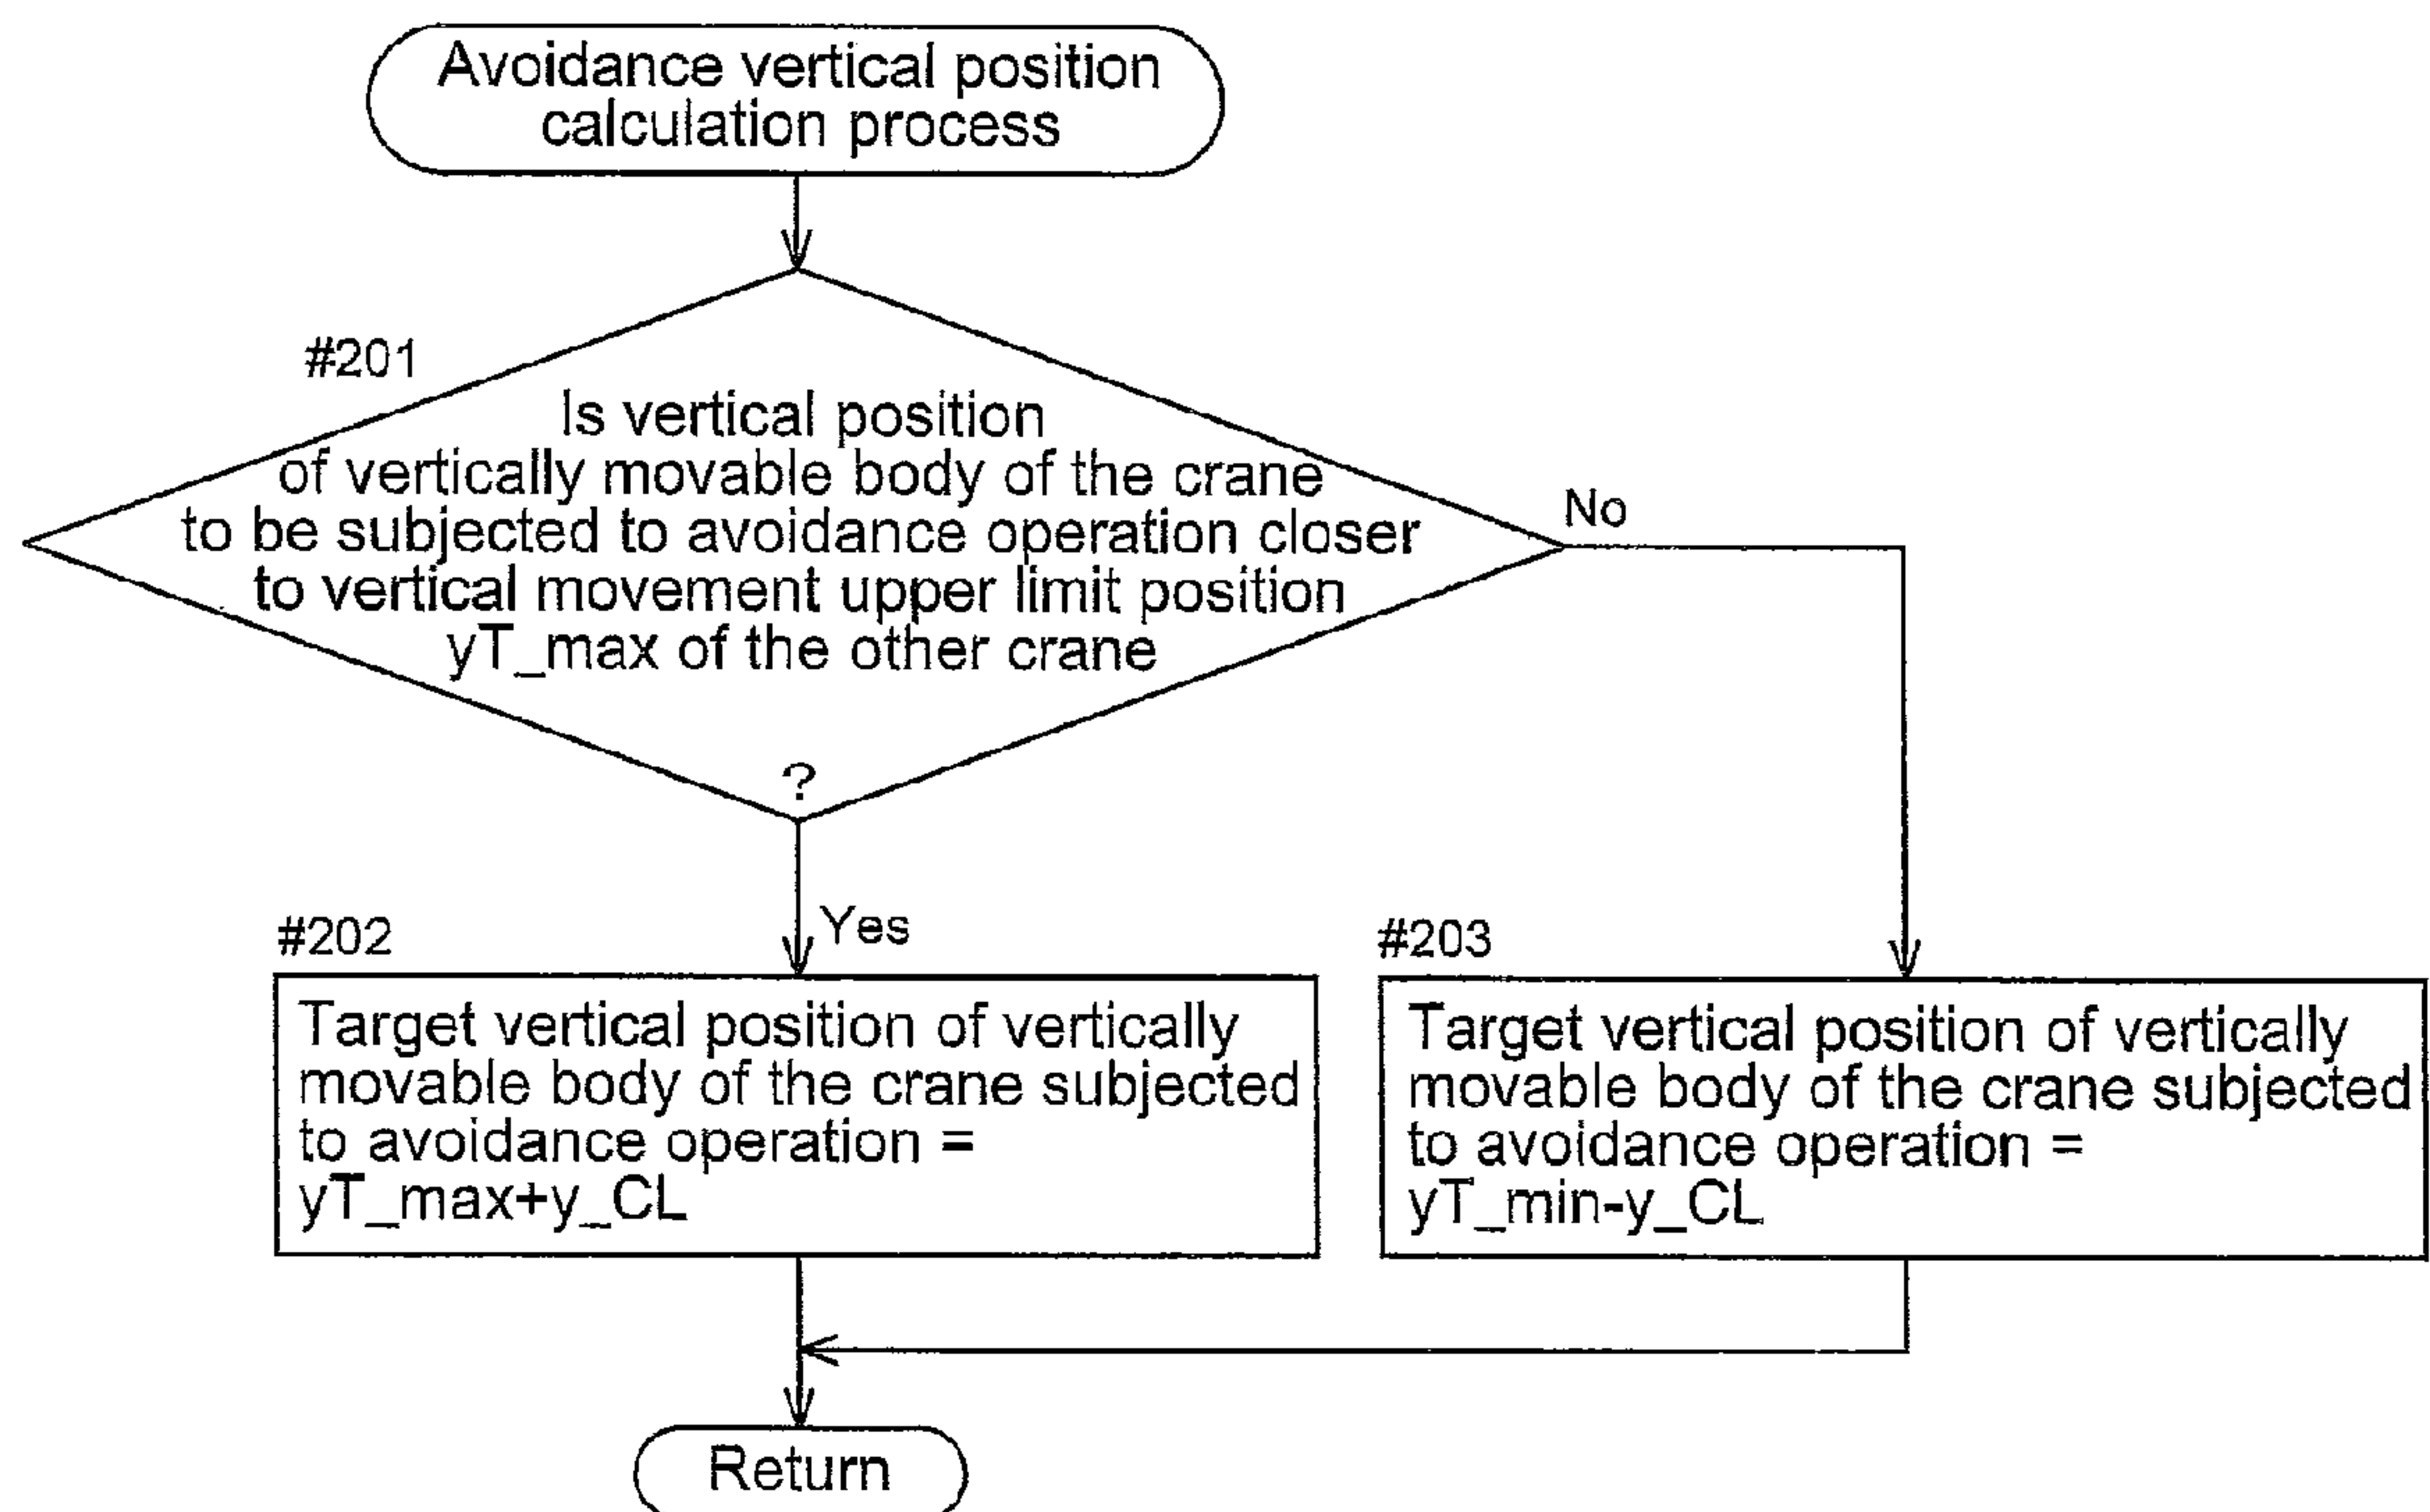 Avoidance vertical position
calculation process
#201
Is vertical position
of vertically movable body of the crane
to be subjected to avoidance operation closer
to vertical movement upper limit position
yT_max of the other crane
?
No
Yes
#202
Target vertical position of vertically
movable body of the crane subjected
to avoidance operation =
yT_max+y_CL
#203
Target vertical position of vertically
movable body of the crane subjected
to avoidance operation =
yT_min-y_CL
Return